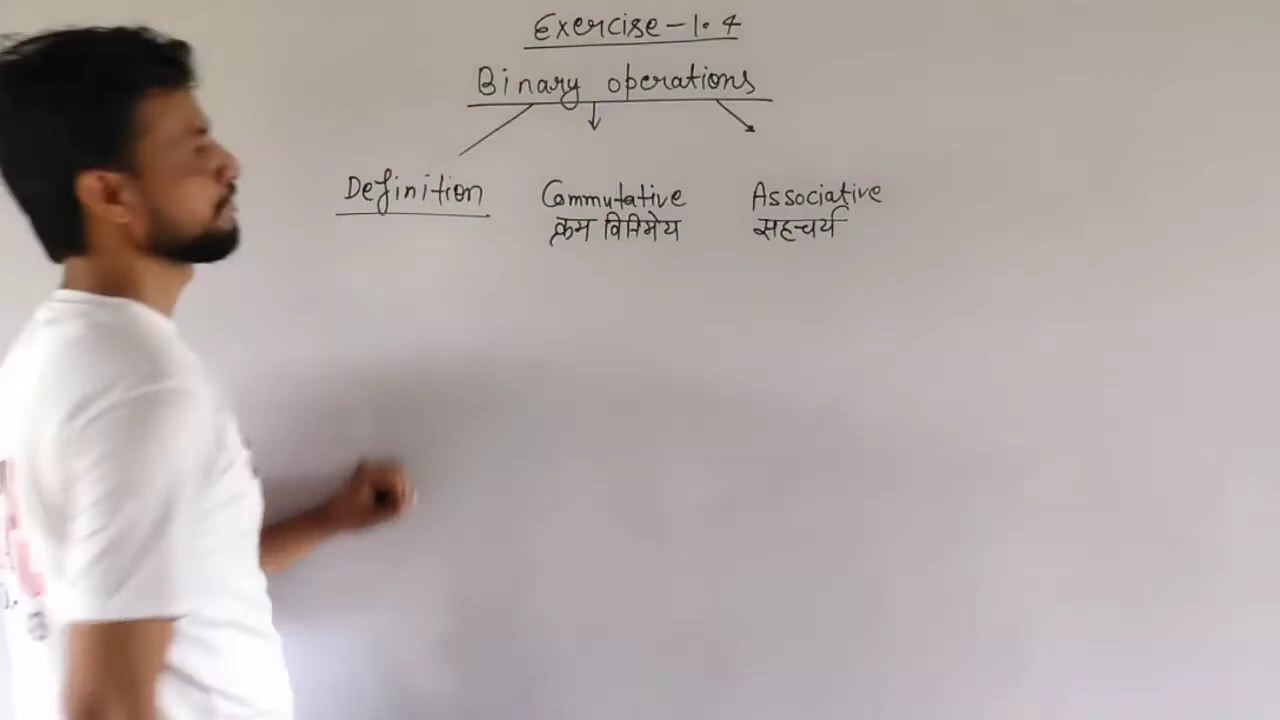 Exercise-1.4
Binary operations
Definition Commutative Associative
क्रम विनिमेय सहचर्य